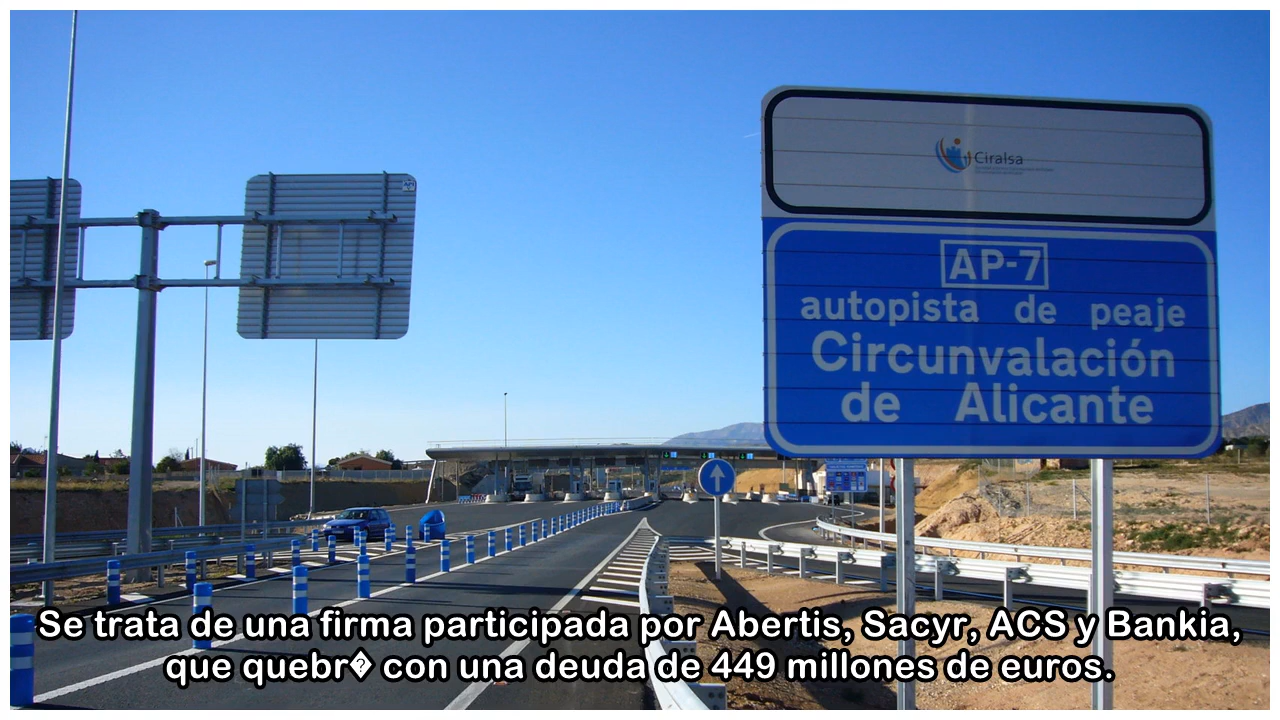 Ciralsa
AP-7
autopista de peaje
Circunvalación
de Alicante
Se trata de una firma participada por Abertis, Sacyr, ACS y Bankia,
que quebr� con una deuda de 449 millones de euros.